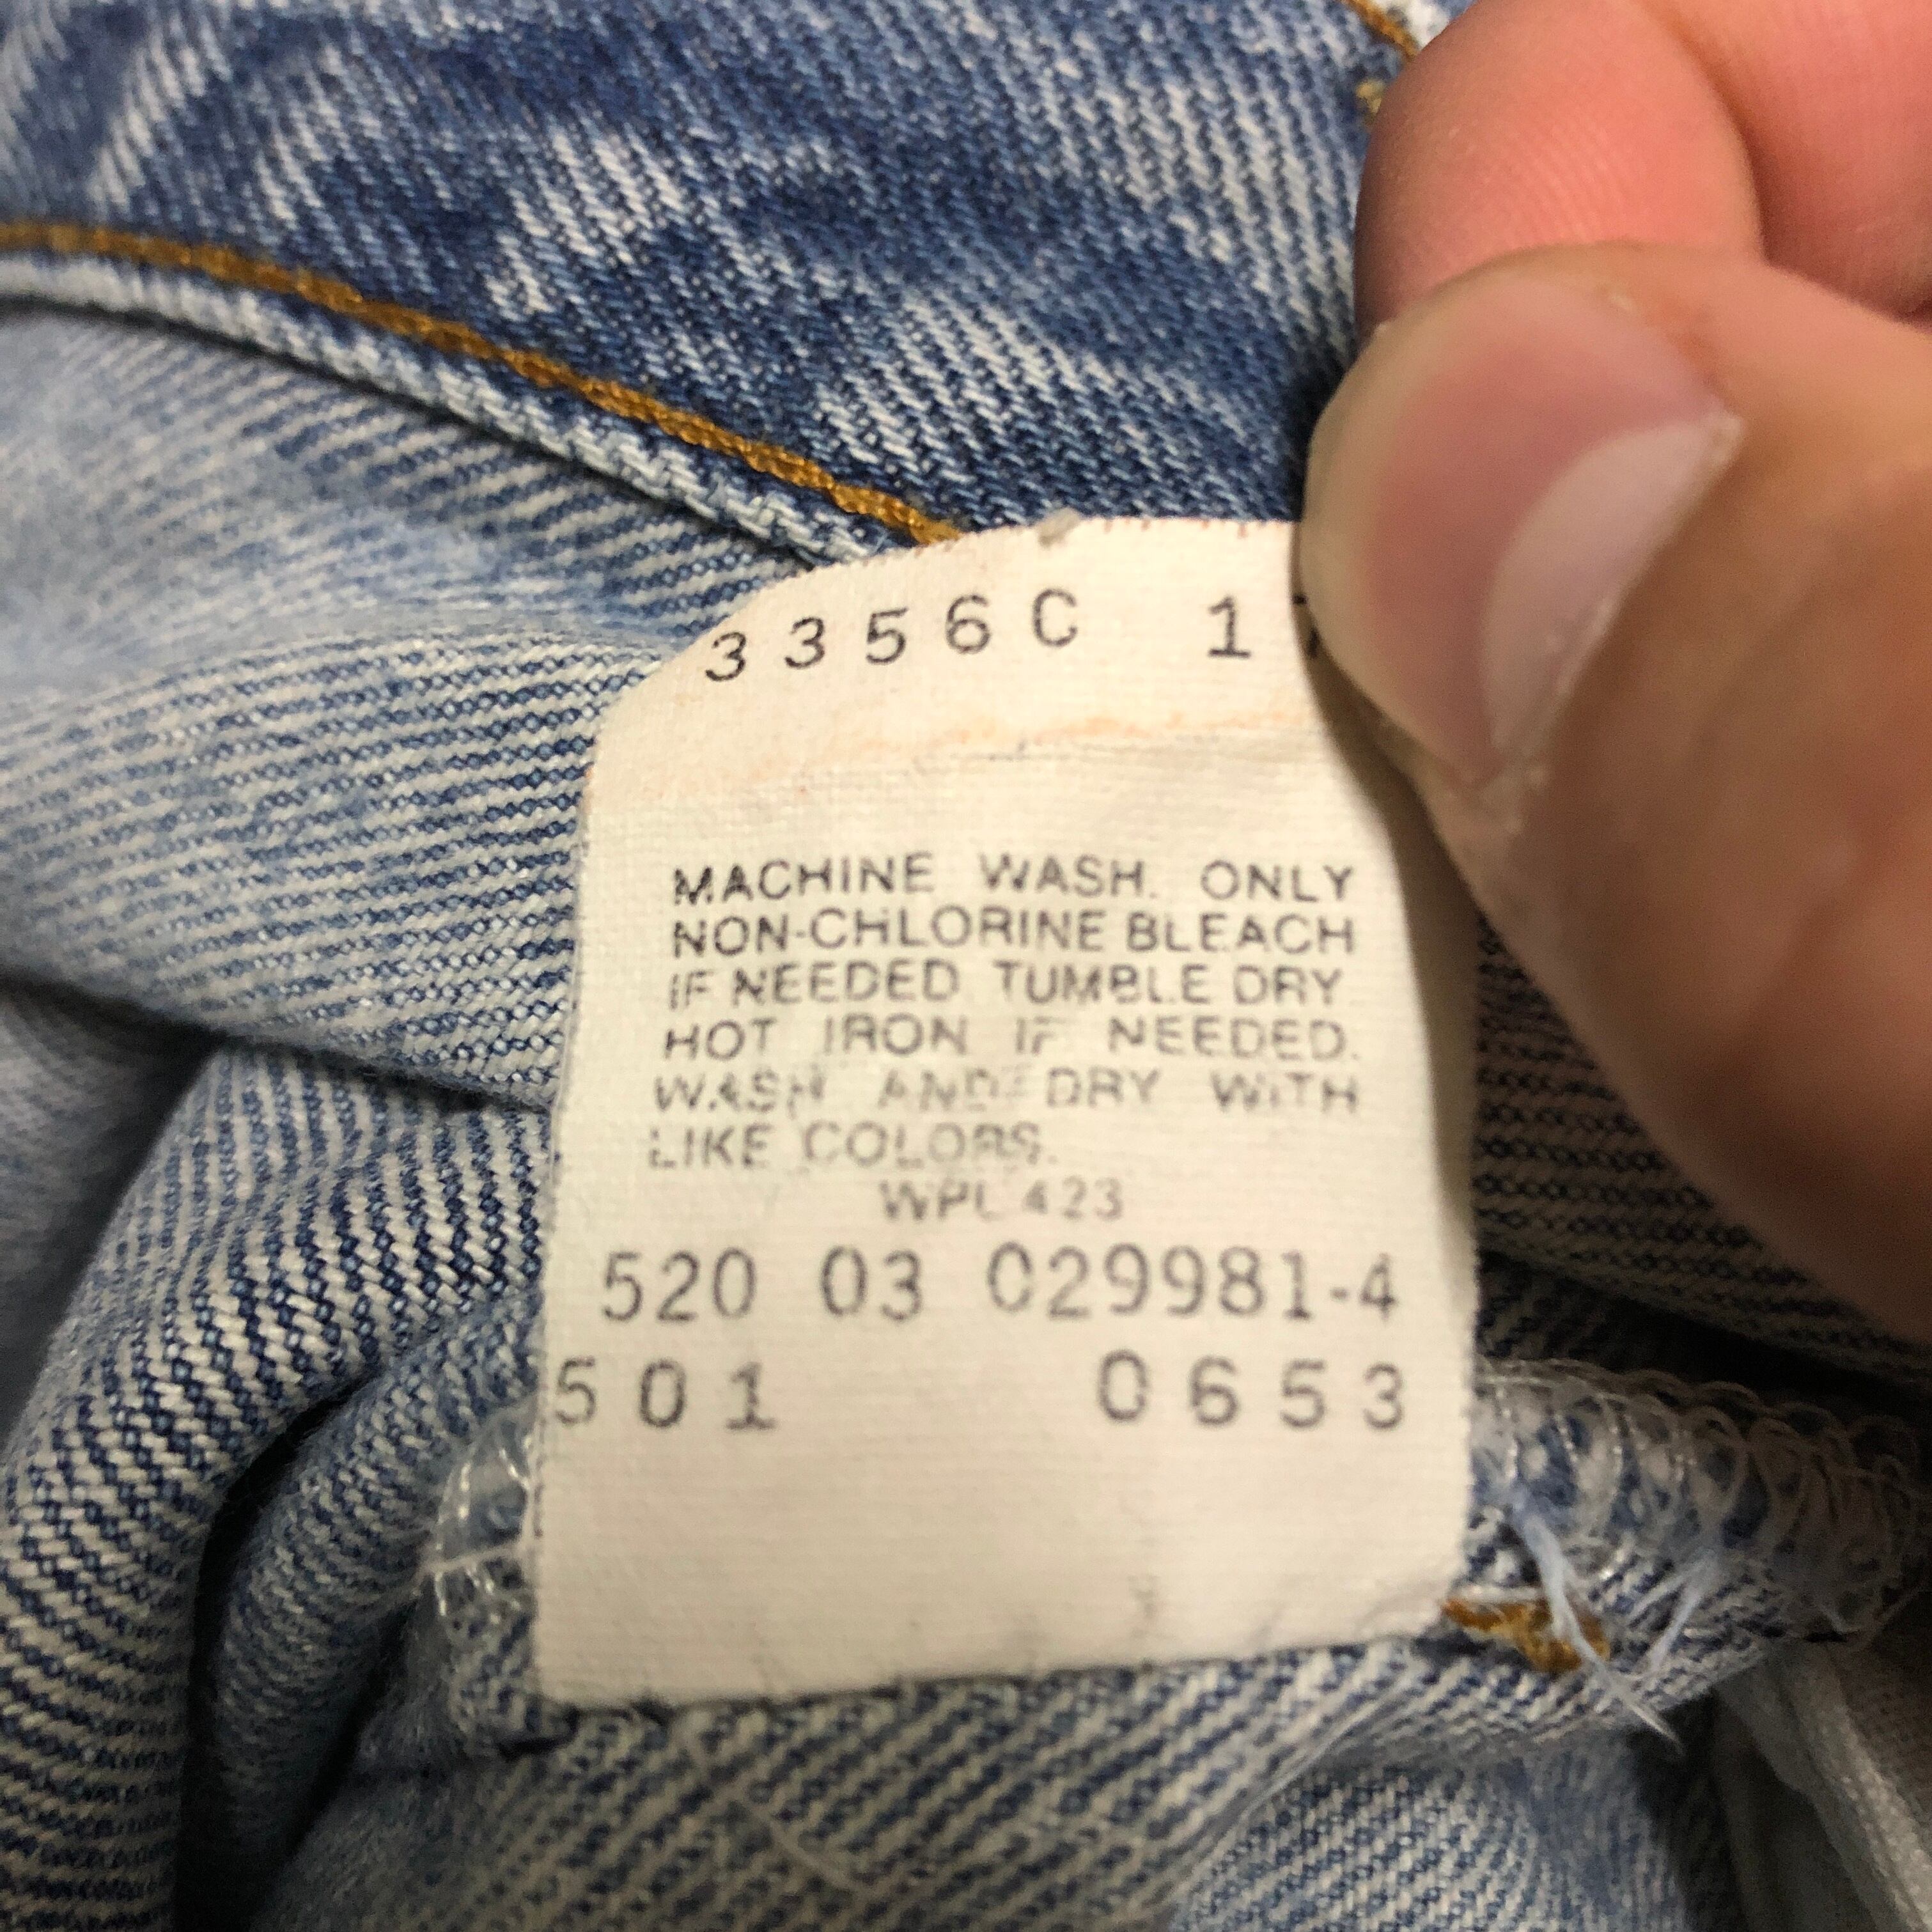 3356C 1
MACHINE WASH. ONLY
NON-CHLORINE BLEACH
IF NEEDED TUMBLE DRY
HOT IRON IF NEEDED.
WASH AND DRY WITH
LIKE COLORS.
WPL 423
520 03 029981-4
501 0653